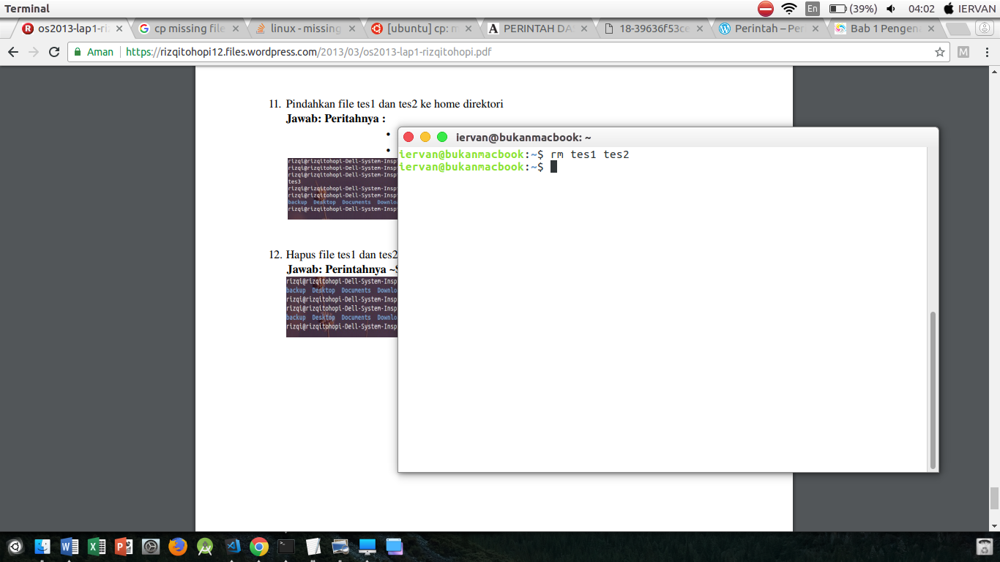 Terminal
En
(39%)
04:02
IERVAN
os2013-lap1-ri
cp missing file
linux - missing
[ubuntu] cp: m
PERINTAH DA
18-39636f53ce
Perintah – Per
Bab 1 Pengen
Aman
https://rizqitohopi12.files.wordpress.com/2013/03/os2013-lap1-rizqitohopi.pdf
11. Pindahkan file tes1 dan tes2 ke home direktori
Jawab: Peritahnya :
rizqi@rizqitohopi-Dell-System-Insp
rizqi@rizqitohopi-Dell-System-Insp
rizqi@rizqitohopi-Dell-System-Insp
tes3
rizqi@rizqitohopi-Dell-System-Insp
rizqi@rizqitohopi-Dell-System-Insp
backup Desktop Documents Downlo
rizqi@rizqitohopi-Dell-System-Insp
12. Hapus file tes1 dan tes2
Jawab: Perintahnya ~$
rizqi@rizqitohopi-Dell-System-Insp
backup Desktop Documents Downlo
rizqi@rizqitohopi-Dell-System-Insp
rizqi@rizqitohopi-Dell-System-Insp
backup Desktop Documents Downlo
rizqi@rizqitohopi-Dell-System-Insp
iervan@bukanmacbook: ~
iervan@bukanmacbook:~$ rm tes1 tes2
iervan@bukanmacbook:~$